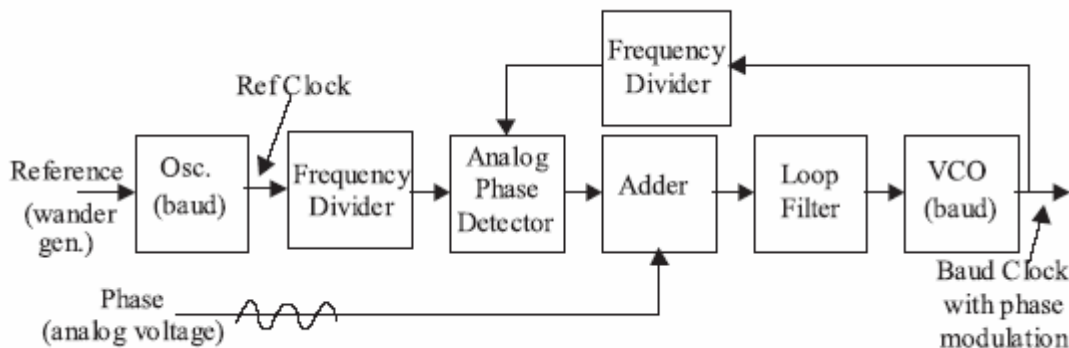 Frequency
Divider
Ref Clock
Reference
(wander
gen.)
Osc.
(baud)
Frequency
Divider
Analog
Phase
Detector
Adder
Loop
Filter
VCO
(baud)
Phase
(analog voltage)
Baud Clock
with phase
modulation